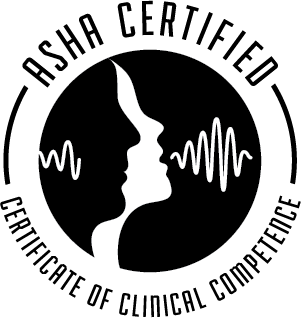 ASHA CERTIFIED
CERTIFICATE OF CLINICAL COMPETENCE